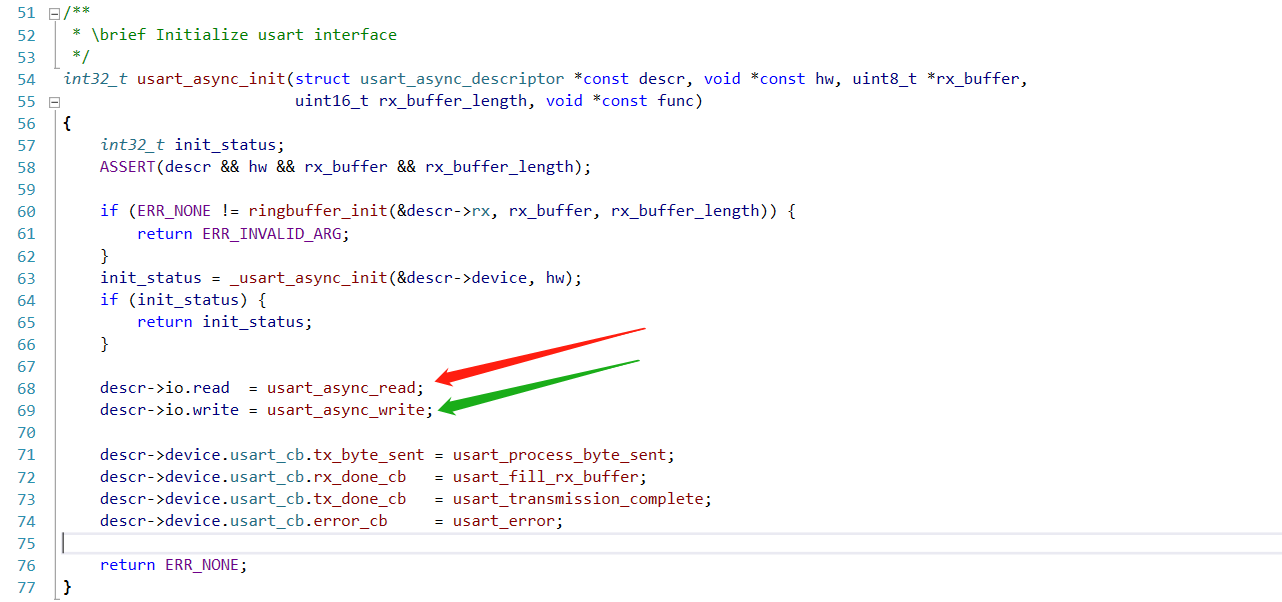 51 /**
52  * \brief Initialize usart interface
53  */
54 int32_t usart_async_init(struct usart_async_descriptor *const descr, void *const hw, uint8_t *rx_buffer,
55                          uint16_t rx_buffer_length, void *const func)
56 {
57     int32_t init_status;
58     ASSERT(descr && hw && rx_buffer && rx_buffer_length);
59
60     if (ERR_NONE != ringbuffer_init(&descr->rx, rx_buffer, rx_buffer_length)) {
61         return ERR_INVALID_ARG;
62     }
63     init_status = _usart_async_init(&descr->device, hw);
64     if (init_status) {
65         return init_status;
66     }
67
68     descr->io.read  = usart_async_read;
69     descr->io.write = usart_async_write;
70
71     descr->device.usart_cb.tx_byte_sent = usart_process_byte_sent;
72     descr->device.usart_cb.rx_done_cb   = usart_fill_rx_buffer;
73     descr->device.usart_cb.tx_done_cb   = usart_transmission_complete;
74     descr->device.usart_cb.error_cb     = usart_error;
75
76     return ERR_NONE;
77 }